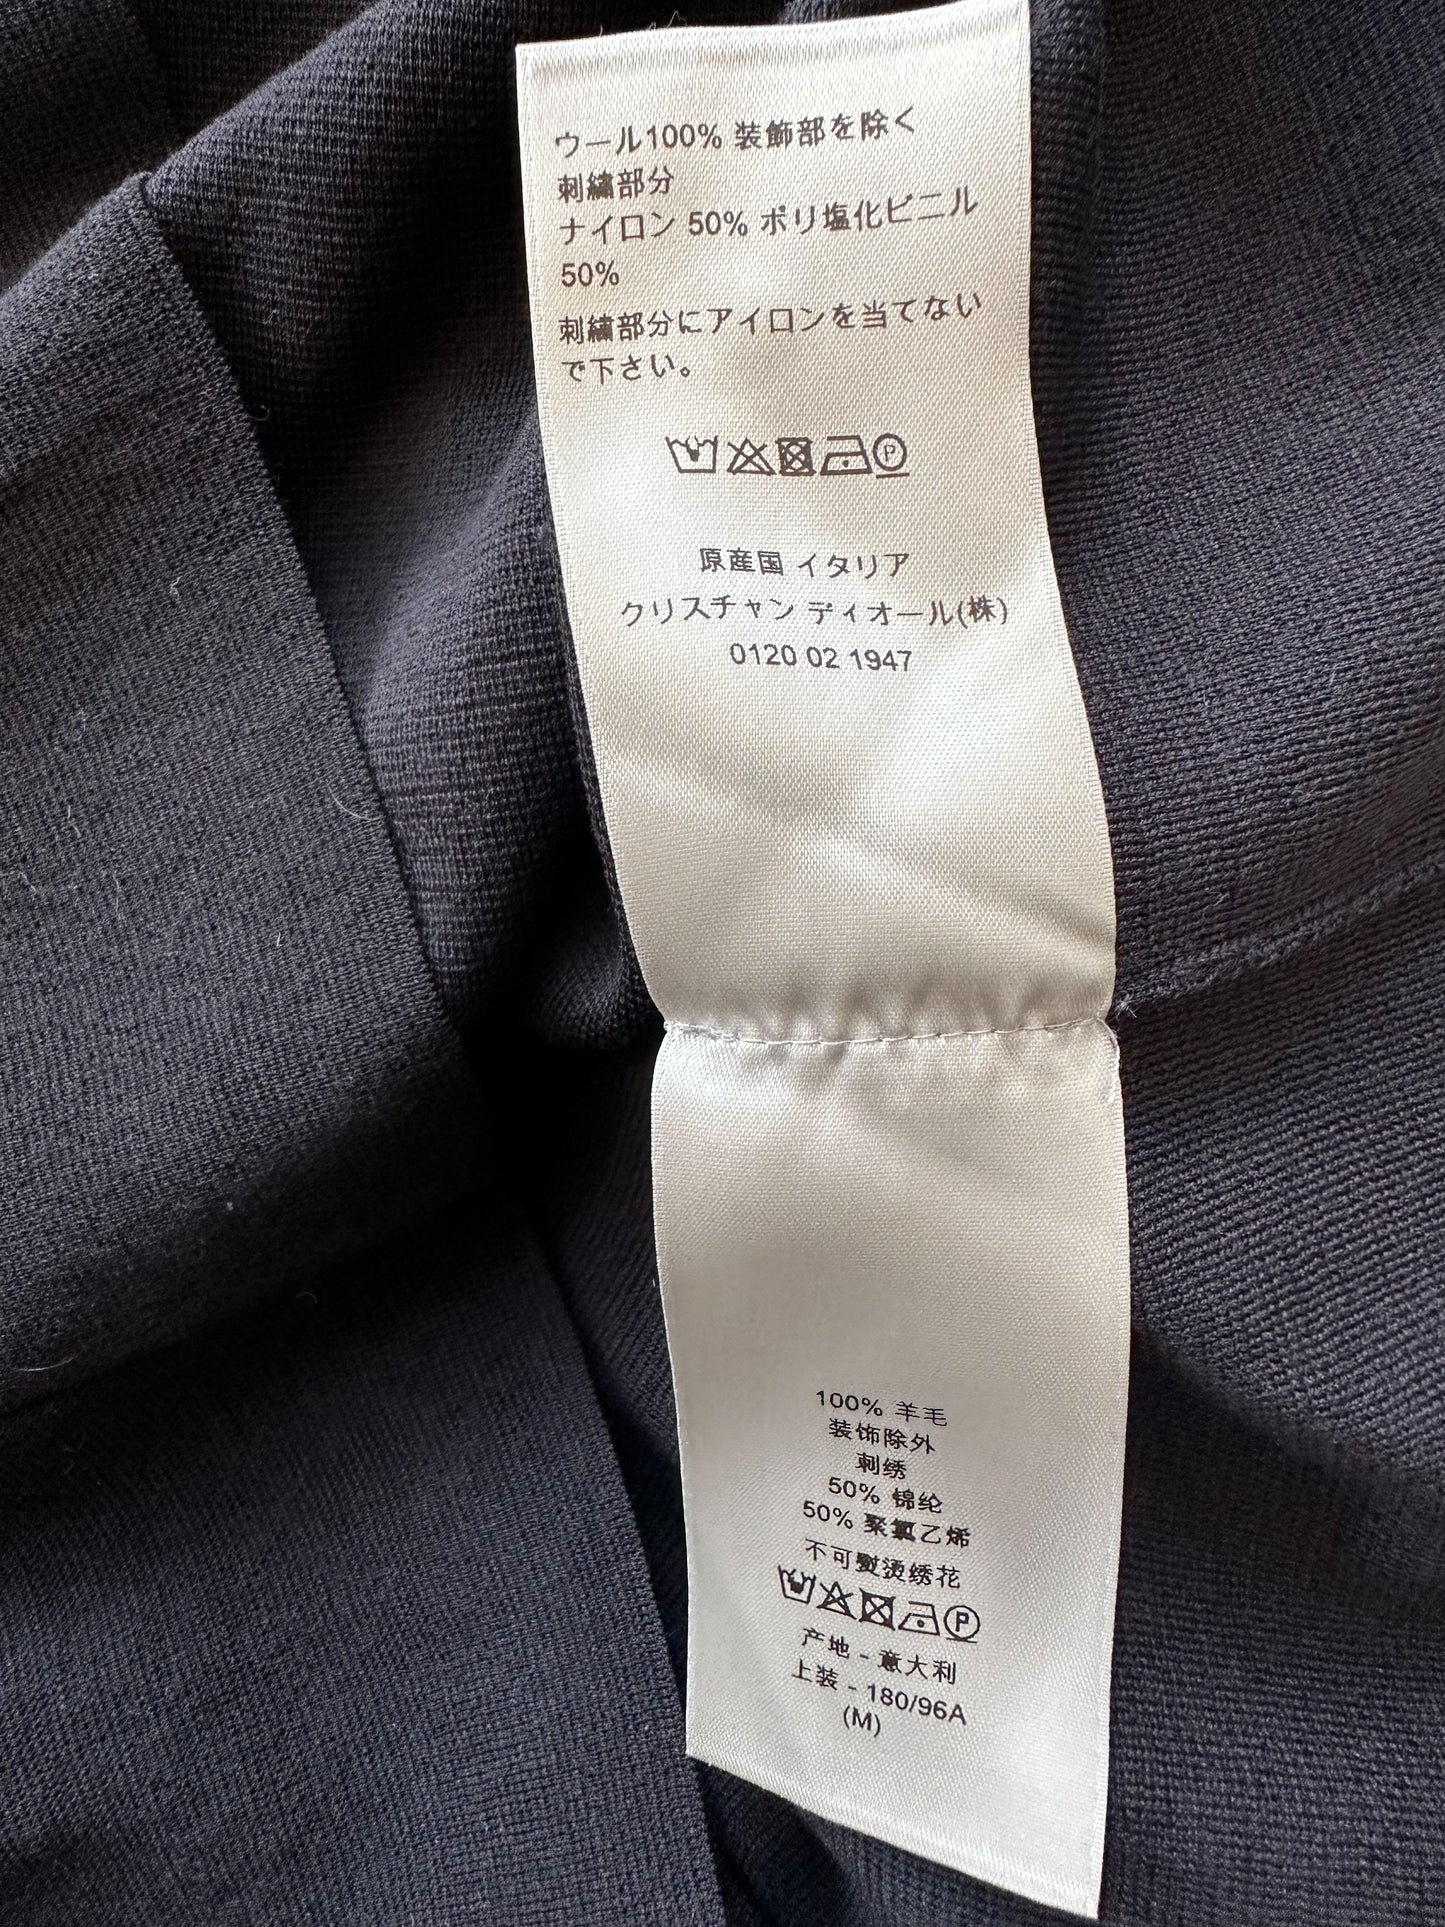 ウール100% 装飾部を除く
刺繍部分
ナイロン 50% ポリ塩化ビニル
50%
刺繍部分にアイロンを当てない
で下さい。
P
原産国 イタリア
クリスチャン ディオール(株)
0120 02 1947
100% 羊毛
装饰除外
刺绣
50% 锦纶
50% 聚氯乙烯
不可熨烫绣花
P
产地 - 意大利
上装 - 180/96A
(M)